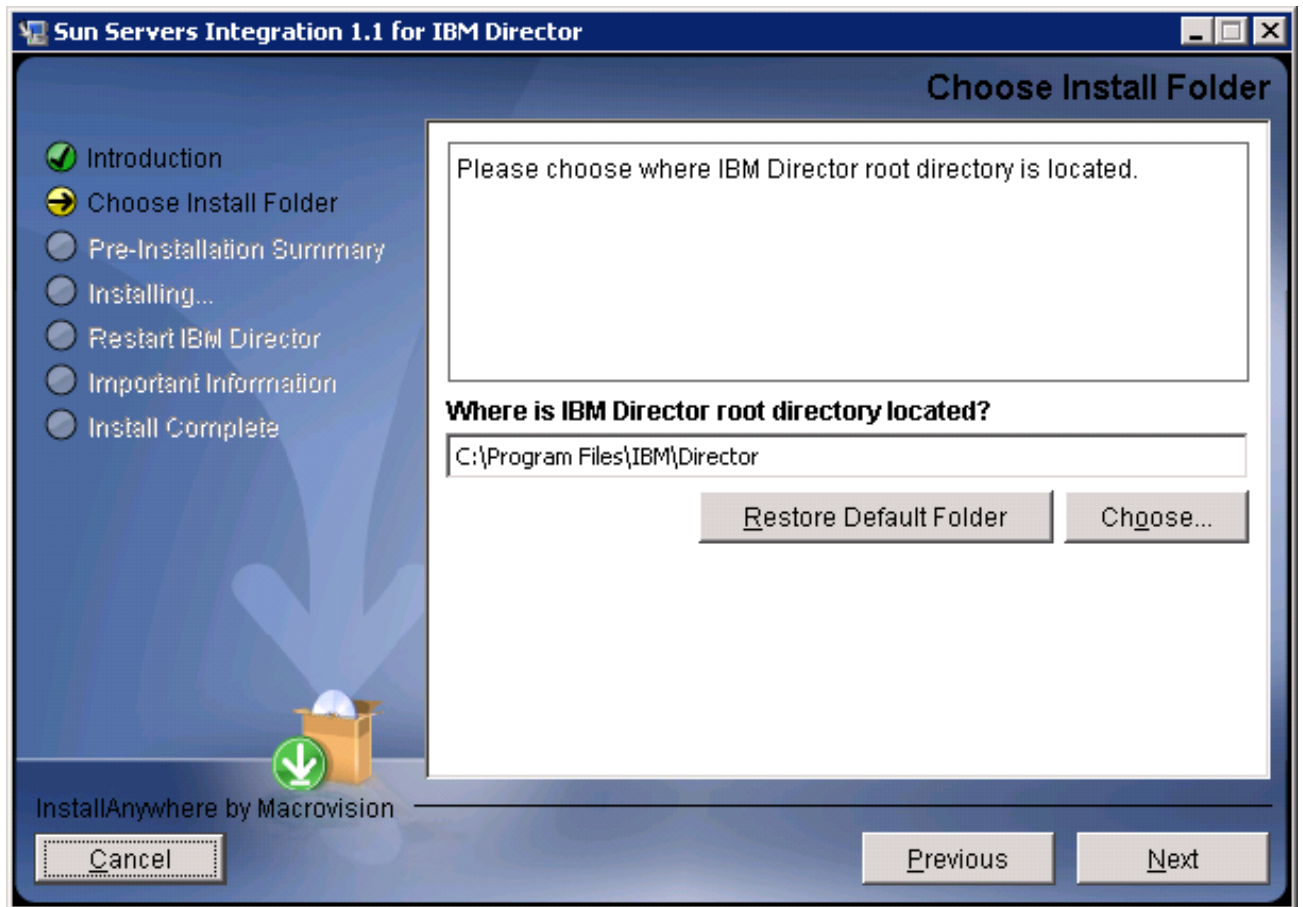 Sun Servers Integration 1.1 for IBM Director
Choose Install Folder
Introduction
Choose Install Folder
Pre-Installation Summary
Installing...
Restart IBM Director
Important Information
Install Complete
Please choose where IBM Director root directory is located.
Where is IBM Director root directory located?
C:\Program Files\IBM\Director
Restore Default Folder
Choose...
InstallAnywhere by Macrovision
Cancel
Previous
Next